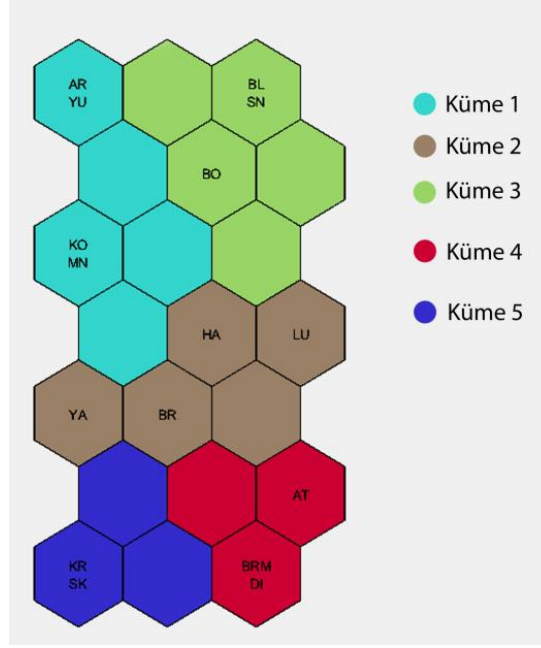 AR
YU
BL
SN
BO
KO
MN
HA
LU
YA
BR
AT
KR
SK
BRM
DI
Küme 1
Küme 2
Küme 3
Küme 4
Küme 5